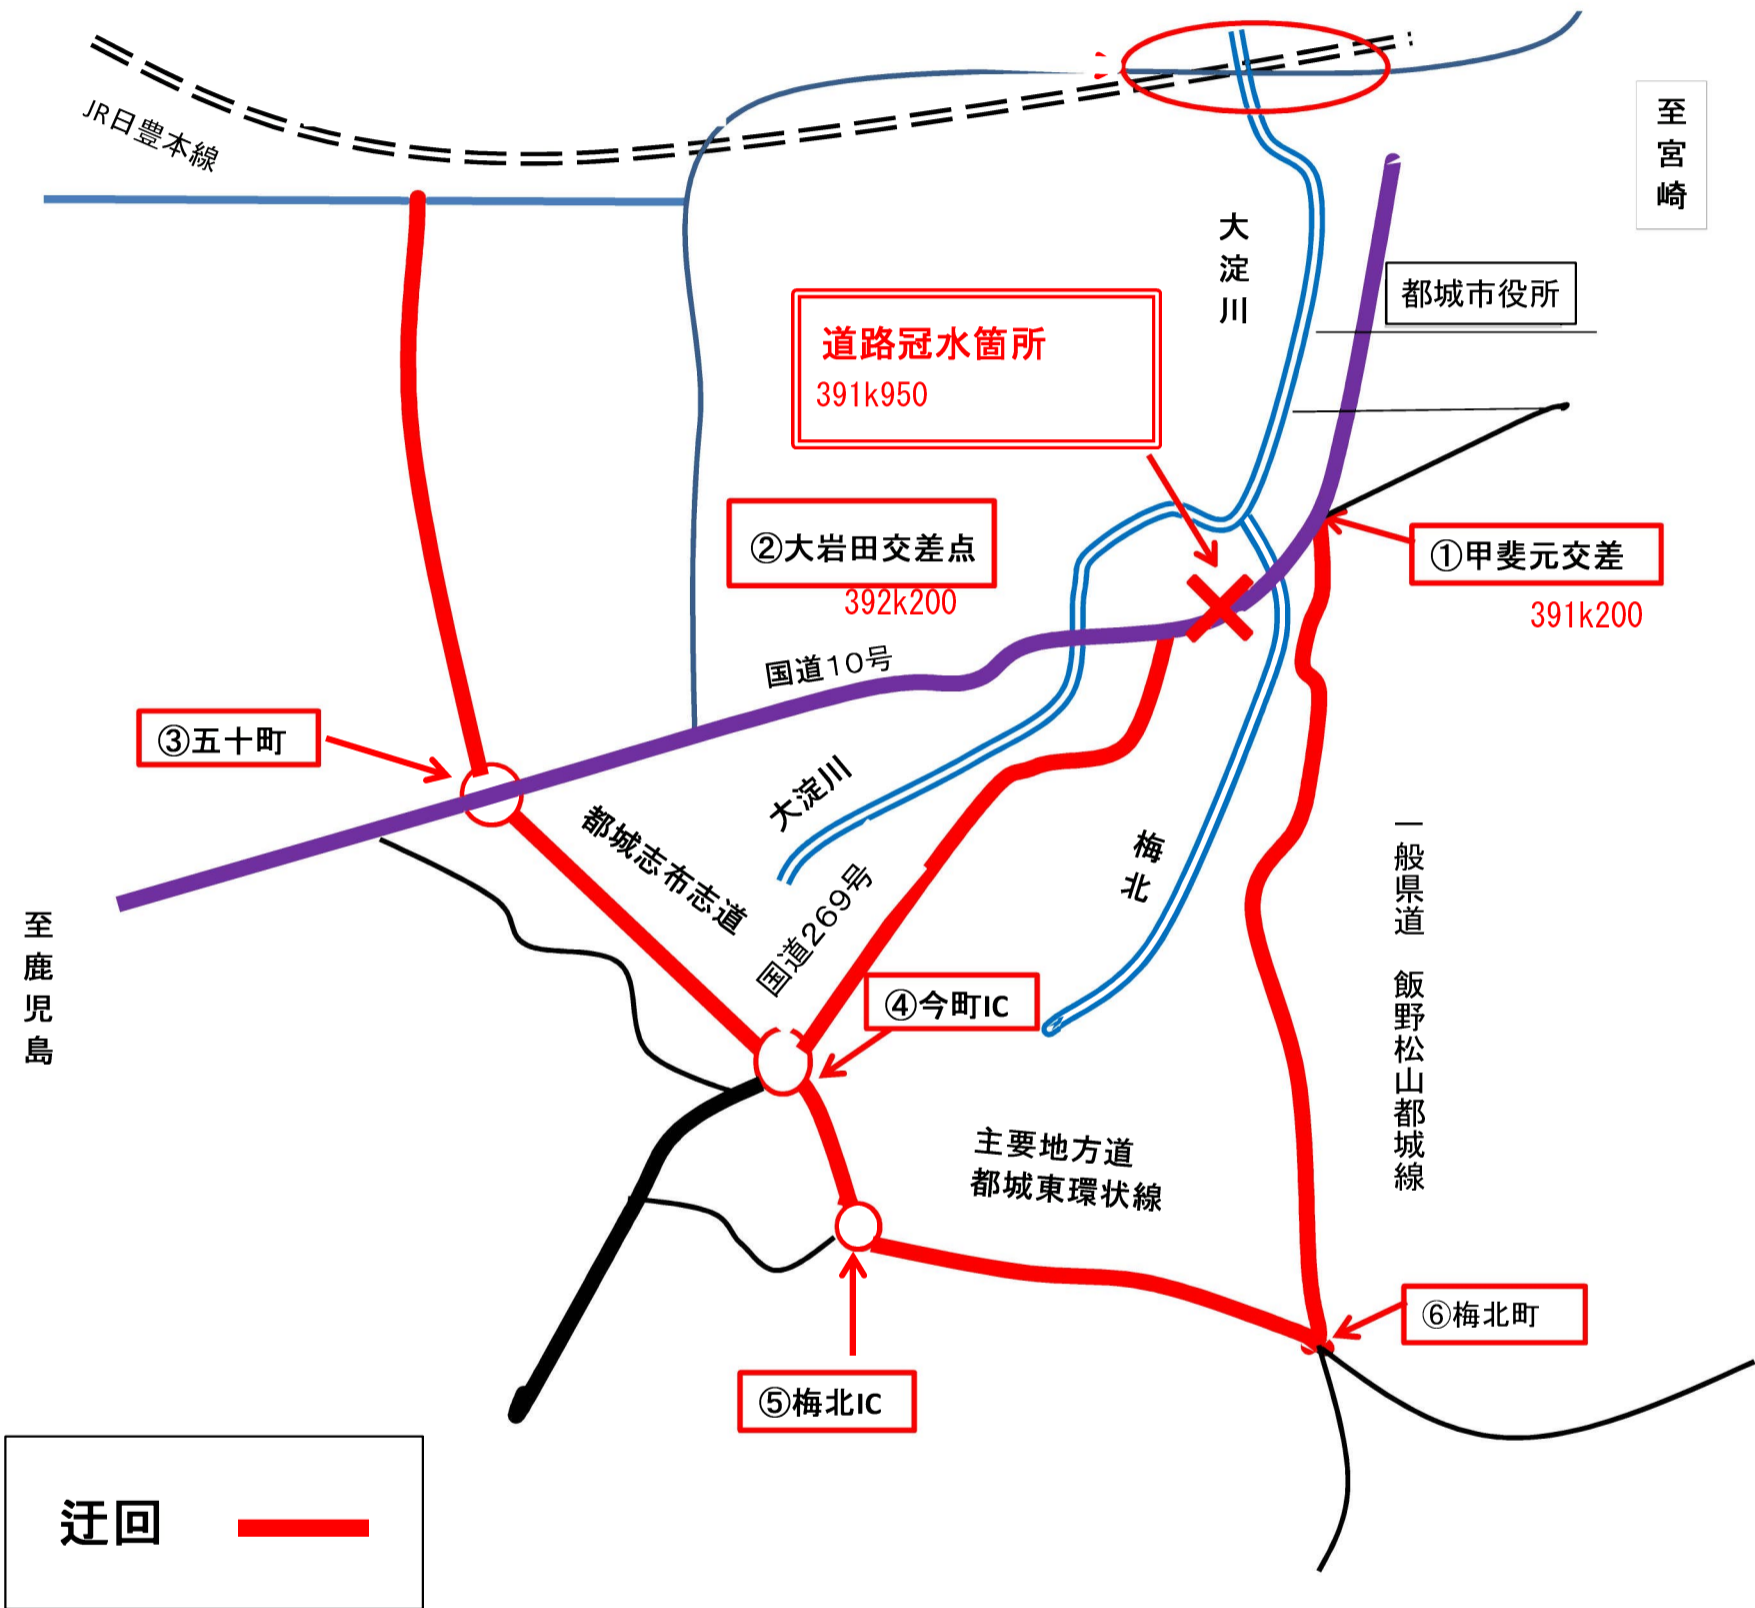 JR日豊本線
至宮崎
大淀川
都城市役所
道路冠水箇所
391k950
②大岩田交差点
392k200
①甲斐元交差
391k200
国道10号
③五十町
大淀川
都城志布志道
国道269号
梅北
一般県道 飯野松山都城線
至鹿児島
④今町IC
主要地方道
都城東環状線
⑥梅北町
⑤梅北IC
迂回